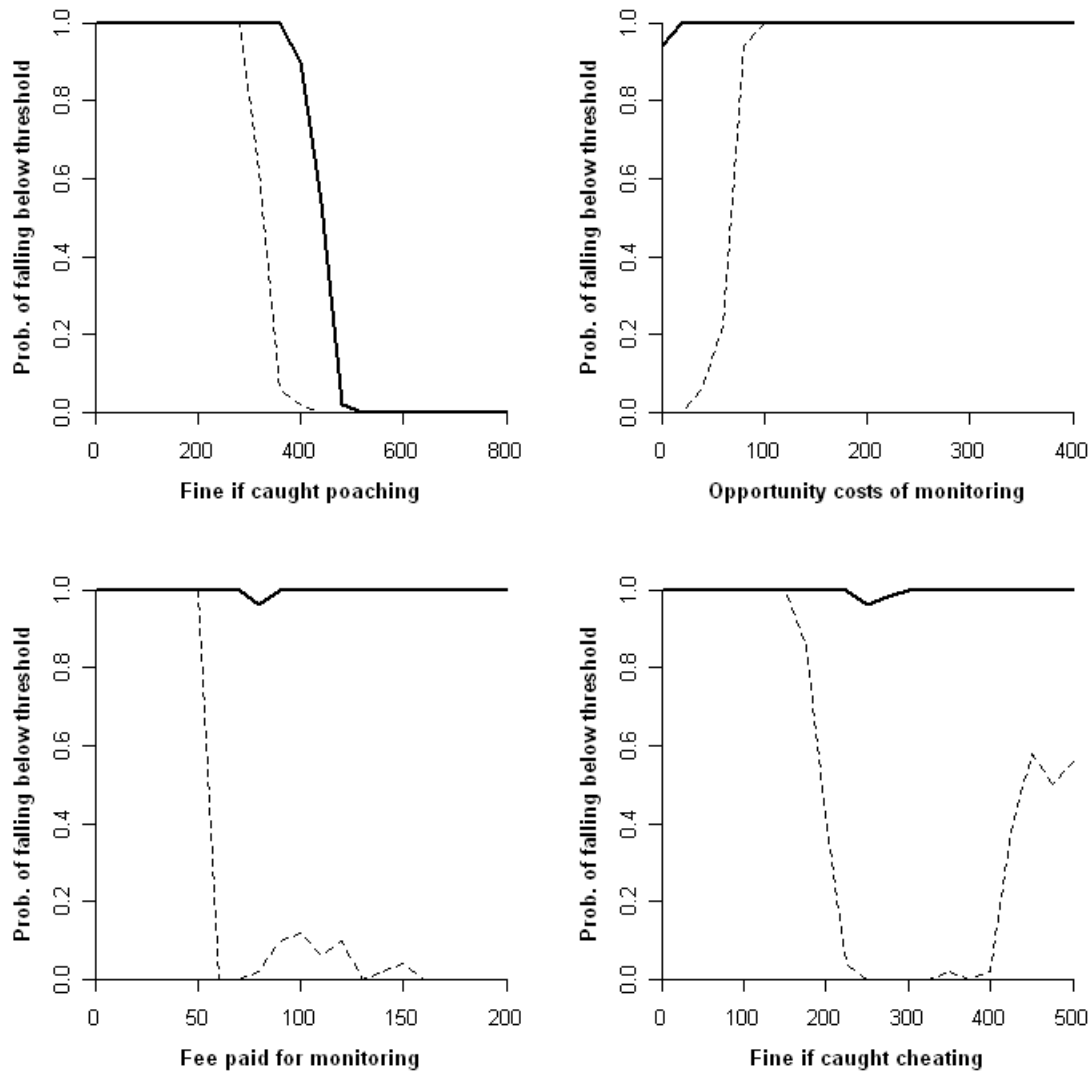 Prob. of falling below threshold
1.0
0.8
0.6
0.4
0.2
0.0
0 200 400 600 800
Fine if caught poaching
Prob. of falling below threshold
1.0
0.8
0.6
0.4
0.2
0.0
0 100 200 300 400
Opportunity costs of monitoring
Prob. of falling below threshold
1.0
0.8
0.6
0.4
0.2
0.0
0 50 100 150 200
Fee paid for monitoring
Prob. of falling below threshold
1.0
0.8
0.6
0.4
0.2
0.0
0 100 200 300 400 500
Fine if caught cheating